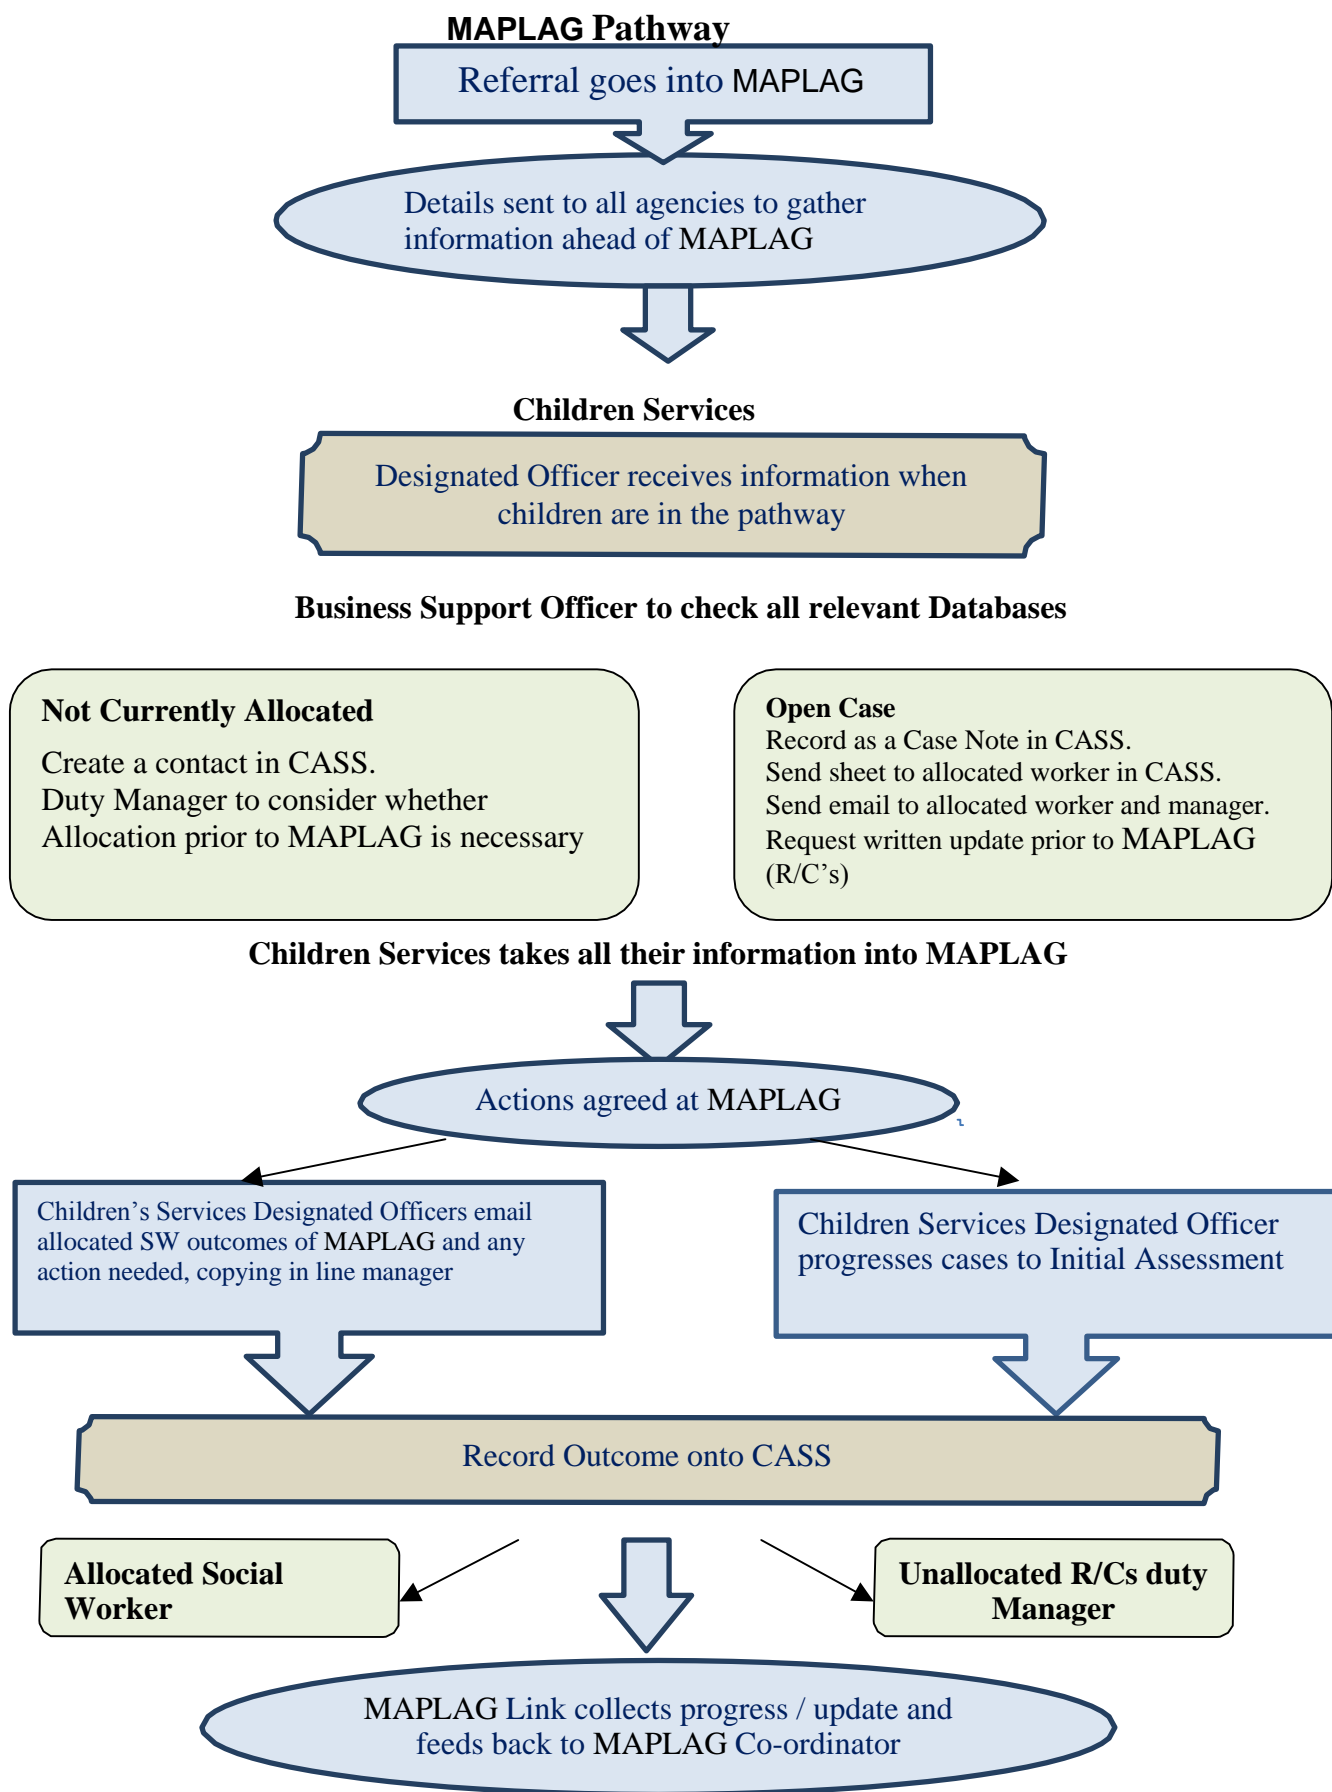 MAPLAG Pathway
Referral goes into MAPLAG
Details sent to all agencies to gather
information ahead of MAPLAG
Children Services
Designated Officer receives information when
children are in the pathway
Business Support Officer to check all relevant Databases
Not Currently Allocated
Create a contact in CASS.
Duty Manager to consider whether
Allocation prior to MAPLAG is necessary
Open Case
Record as a Case Note in CASS.
Send sheet to allocated worker in CASS.
Send email to allocated worker and manager.
Request written update prior to MAPLAG
(R/C’s)
Children Services takes all their information into MAPLAG
Actions agreed at MAPLAG
Children’s Services Designated Officers email
allocated SW outcomes of MAPLAG and any
action needed, copying in line manager
Children Services Designated Officer
progresses cases to Initial Assessment
Record Outcome onto CASS
Allocated Social
Worker
Unallocated R/Cs duty
Manager
MAPLAG Link collects progress / update and
feeds back to MAPLAG Co-ordinator